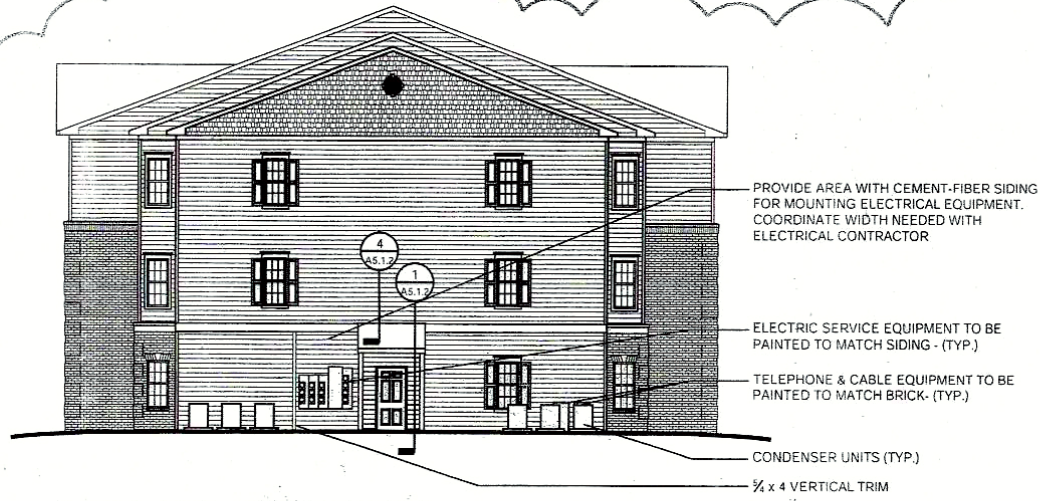 PROVIDE AREA WITH CEMENT-FIBER SIDING
FOR MOUNTING ELECTRICAL EQUIPMENT.
COORDINATE WIDTH NEEDED WITH
ELECTRICAL CONTRACTOR
4
A5.1.2
1
A5.1.2
ELECTRIC SERVICE EQUIPMENT TO BE
PAINTED TO MATCH SIDING - (TYP.)
TELEPHONE & CABLE EQUIPMENT TO BE
PAINTED TO MATCH BRICK- (TYP.)
CONDENSER UNITS (TYP.)
5/4 x 4 VERTICAL TRIM